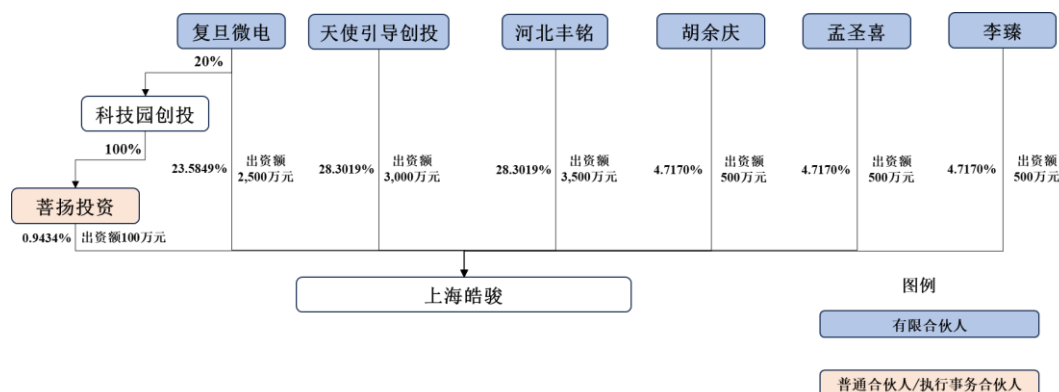 复旦微电
天使引导创投
河北丰铭
胡余庆
孟圣喜
李臻
20%
科技园创投
100%
23.5849%
出资额
2,500万元
28.3019%
出资额
3,000万元
28.3019%
出资额
3,500万元
4.7170%
出资额
500万元
4.7170%
出资额
500万元
4.7170%
出资额
500万元
菩扬投资
0.9434%
出资额100万元
上海皓骏
图例
有限合伙人
普通合伙人/执行事务合伙人